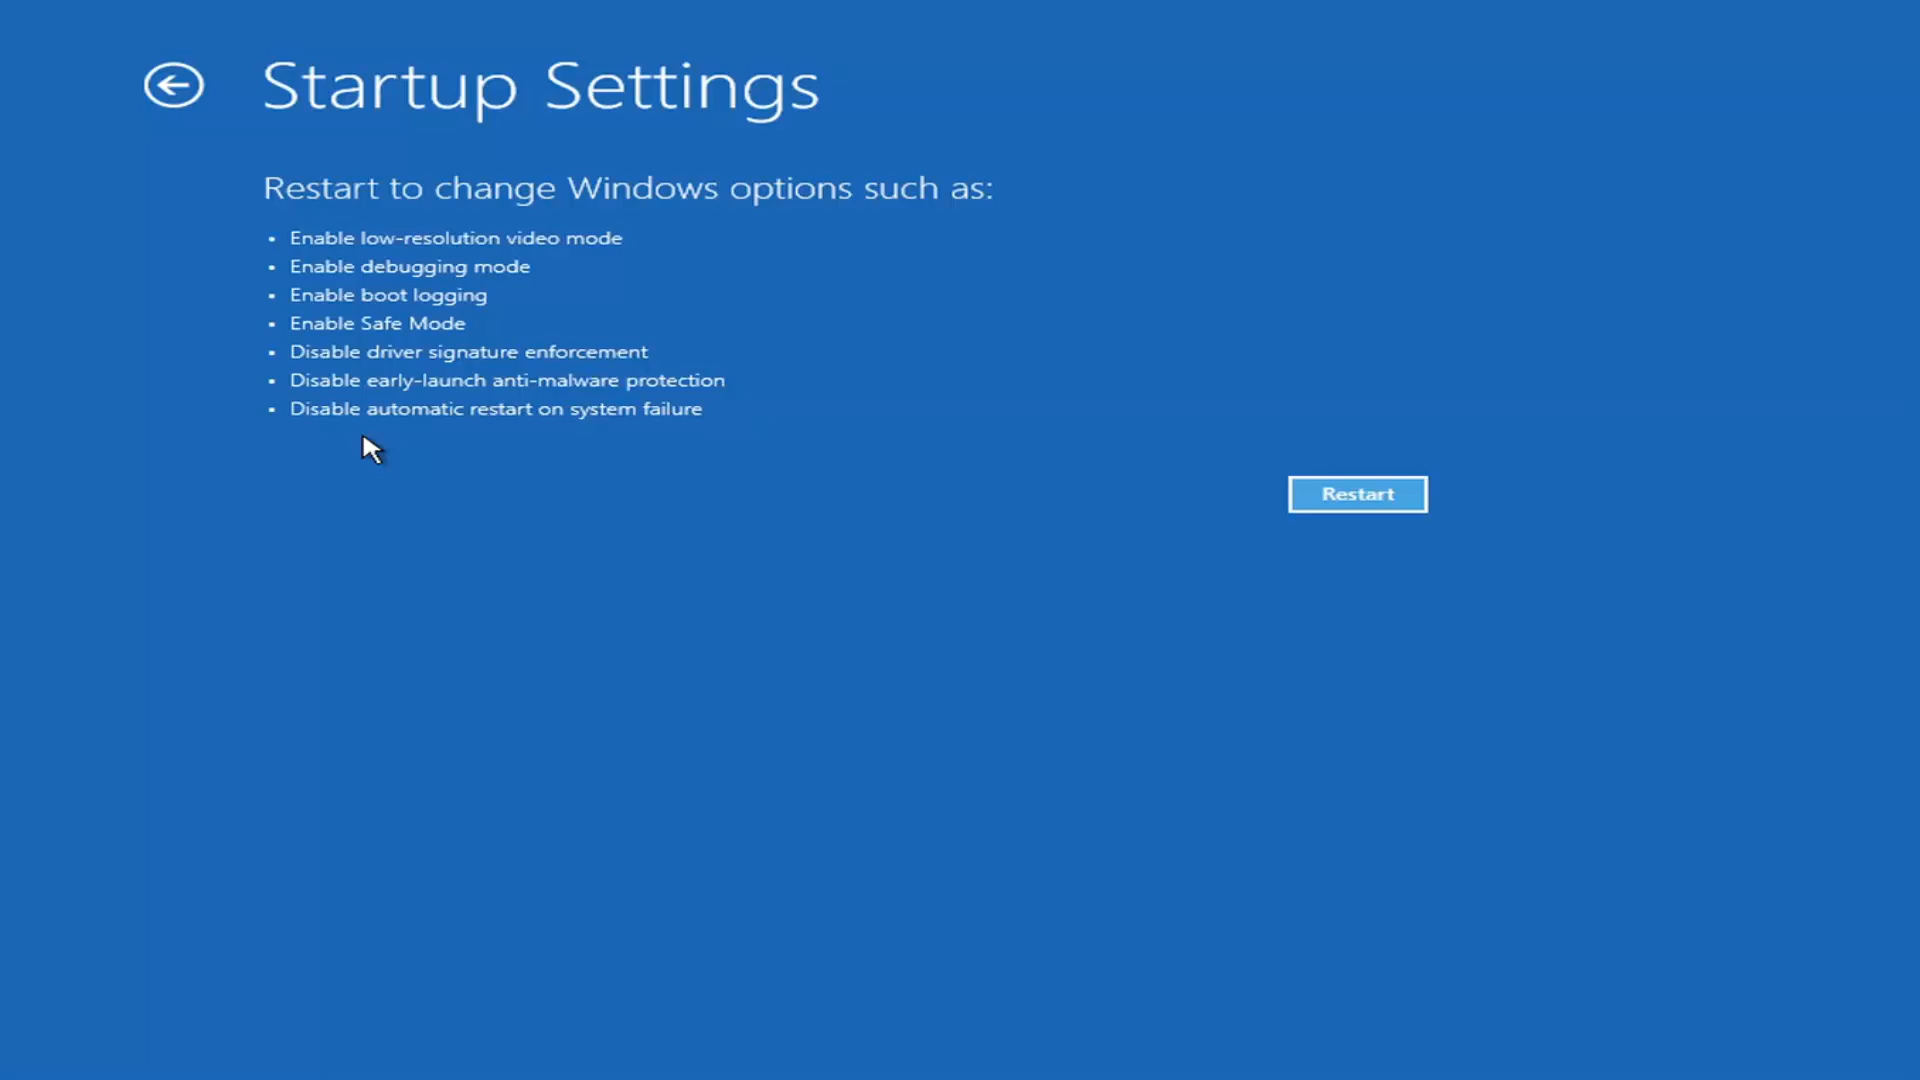 Startup Settings
Restart to change Windows options such as:
• Enable low-resolution video mode
• Enable debugging mode
• Enable boot logging
• Enable Safe Mode
• Disable driver signature enforcement
• Disable early-launch anti-malware protection
• Disable automatic restart on system failure
Restart